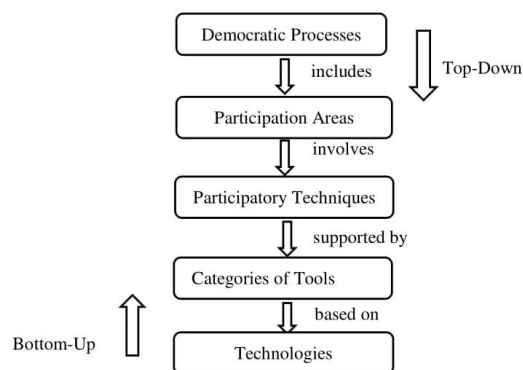 Democratic Processes
includes
Top-Down
Participation Areas
involves
Participatory Techniques
supported by
Categories of Tools
based on
Bottom-Up
Technologies